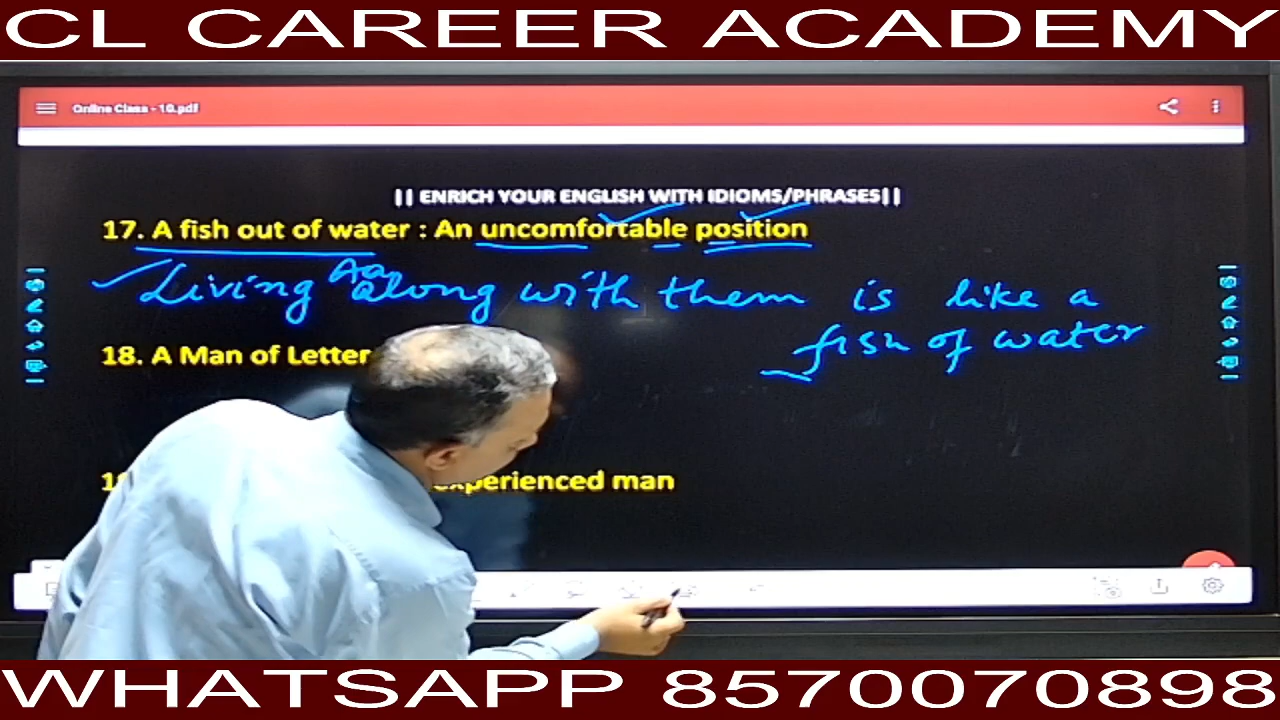 CL CAREER ACADEMY
Online Class - 10.pdf
|| ENRICH YOUR ENGLISH WITH IDIOMS/PHRASES||
17. A fish out of water : An uncomfortable position
Living along with them is like a
fish of water
18. A Man of Letter
experienced man
WHATSAPP 8570070898